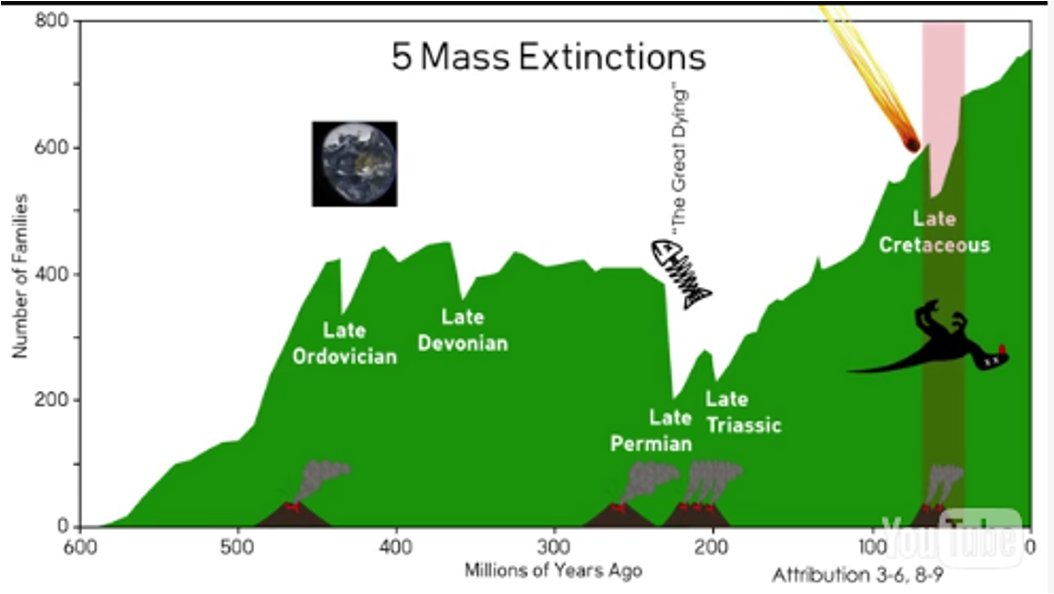 5 Mass Extinctions
800
600
400
200
0
Number of Families
"The Great Dying"
Late
Ordovician
Late
Devonian
Late
Permian
Late
Triassic
Late
Cretaceous
x x
600
500
400
300
200
100
0
Millions of Years Ago
YouTube
Attribution 3-6, 8-9